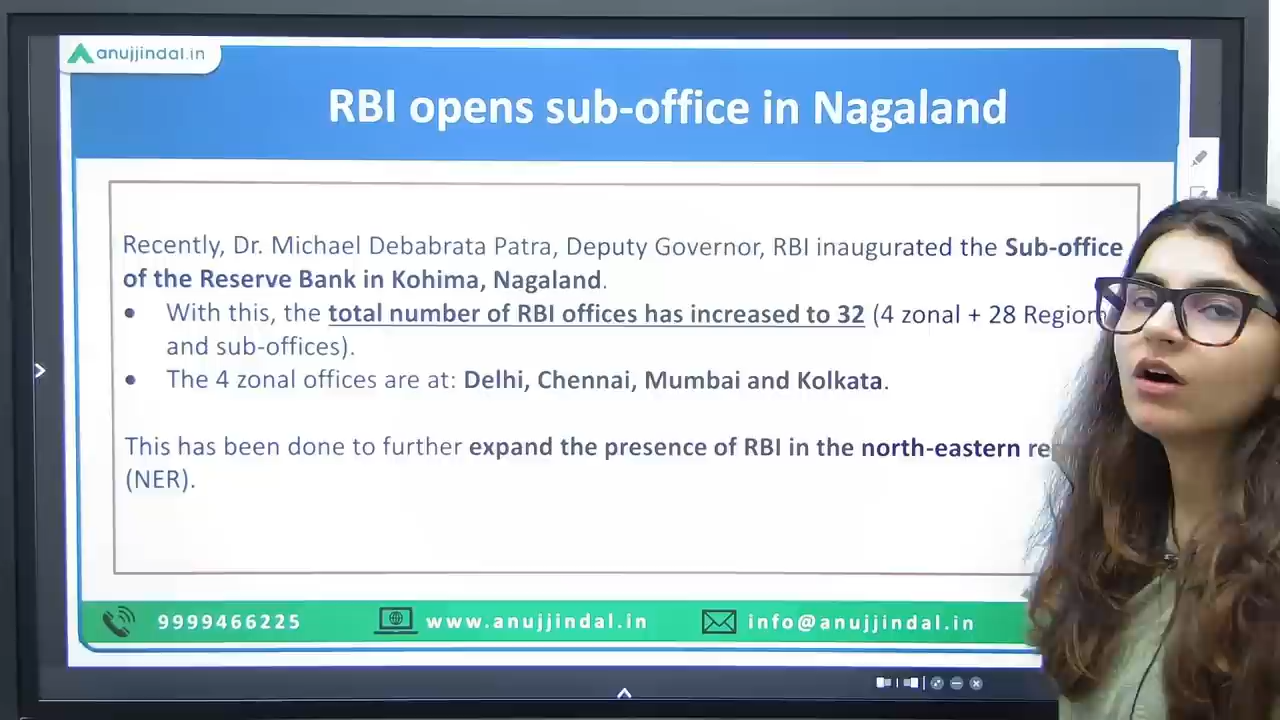 anujjindal.in
RBI opens sub-office in Nagaland
Recently, Dr. Michael Debabrata Patra, Deputy Governor, RBI inaugurated the Sub-office
of the Reserve Bank in Kohima, Nagaland.
• With this, the total number of RBI offices has increased to 32 (4 zonal + 28
and sub-offices).
• The 4 zonal offices are at: Delhi, Chennai, Mumbai and Kolkata.
This has been done to further expand the presence of RBI in the north-eastern
(NER).
9999466225 www.anujjindal.in info@anujjindal.in